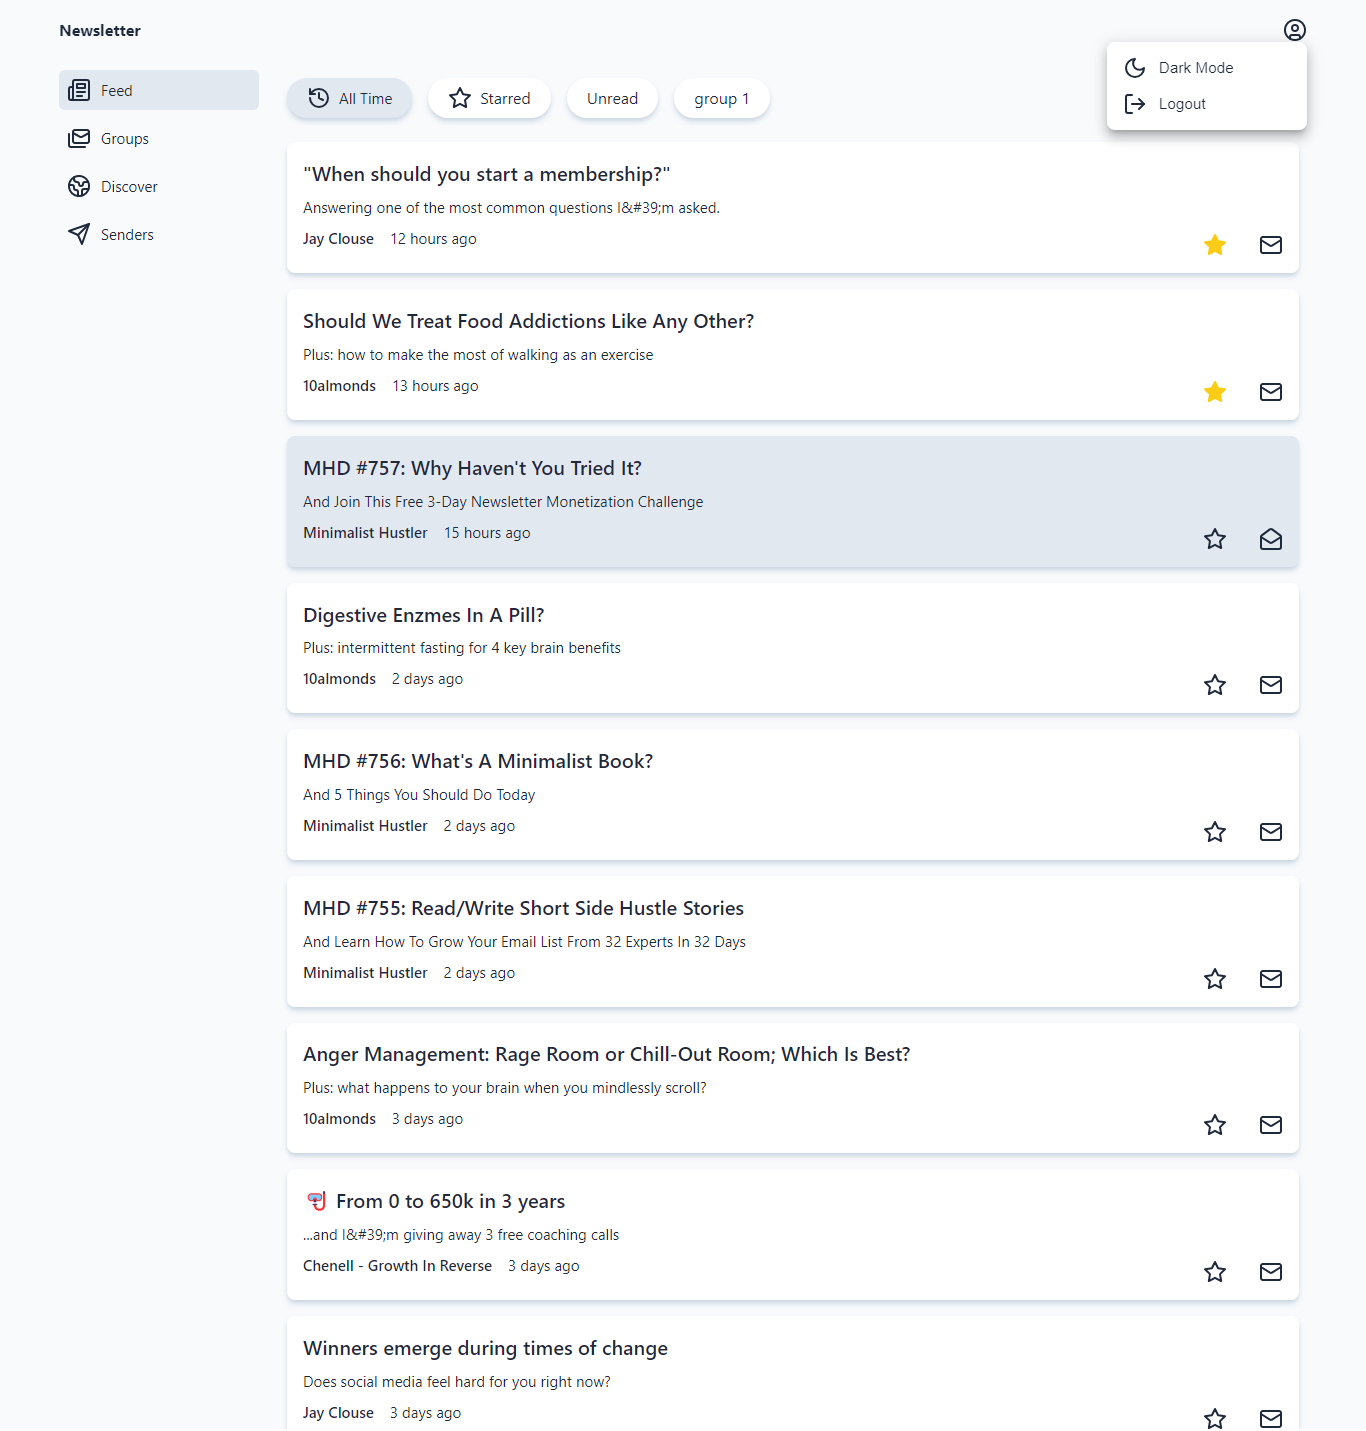 Newsletter
Dark Mode
Logout
Feed
Groups
Discover
Senders
All Time
Starred
Unread
group 1
"When should you start a membership?"
Answering one of the most common questions I&#39;m asked.
Jay Clouse 12 hours ago
Should We Treat Food Addictions Like Any Other?
Plus: how to make the most of walking as an exercise
10almonds 13 hours ago
MHD #757: Why Haven't You Tried It?
And Join This Free 3-Day Newsletter Monetization Challenge
Minimalist Hustler 15 hours ago
Digestive Enzmes In A Pill?
Plus: intermittent fasting for 4 key brain benefits
10almonds 2 days ago
MHD #756: What's A Minimalist Book?
And 5 Things You Should Do Today
Minimalist Hustler 2 days ago
MHD #755: Read/Write Short Side Hustle Stories
And Learn How To Grow Your Email List From 32 Experts In 32 Days
Minimalist Hustler 2 days ago
Anger Management: Rage Room or Chill-Out Room; Which Is Best?
Plus: what happens to your brain when you mindlessly scroll?
10almonds 3 days ago
🤿 From 0 to 650k in 3 years
...and I&#39;m giving away 3 free coaching calls
Chenell - Growth In Reverse 3 days ago
Winners emerge during times of change
Does social media feel hard for you right now?
Jay Clouse 3 days ago